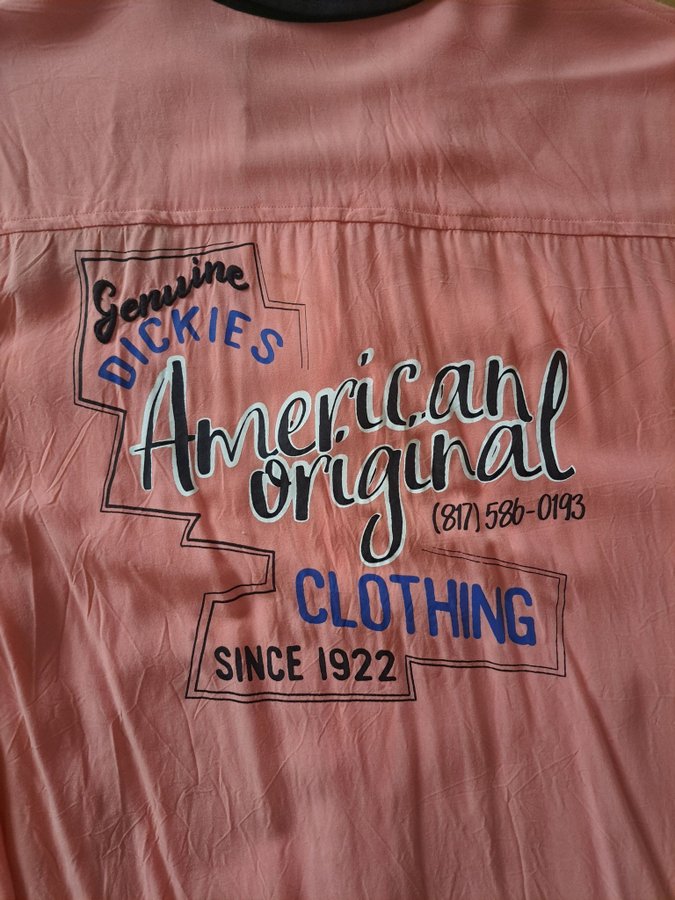 Genuine
DICKIES
American
original
(817) 586-0193
CLOTHING
SINCE 1922